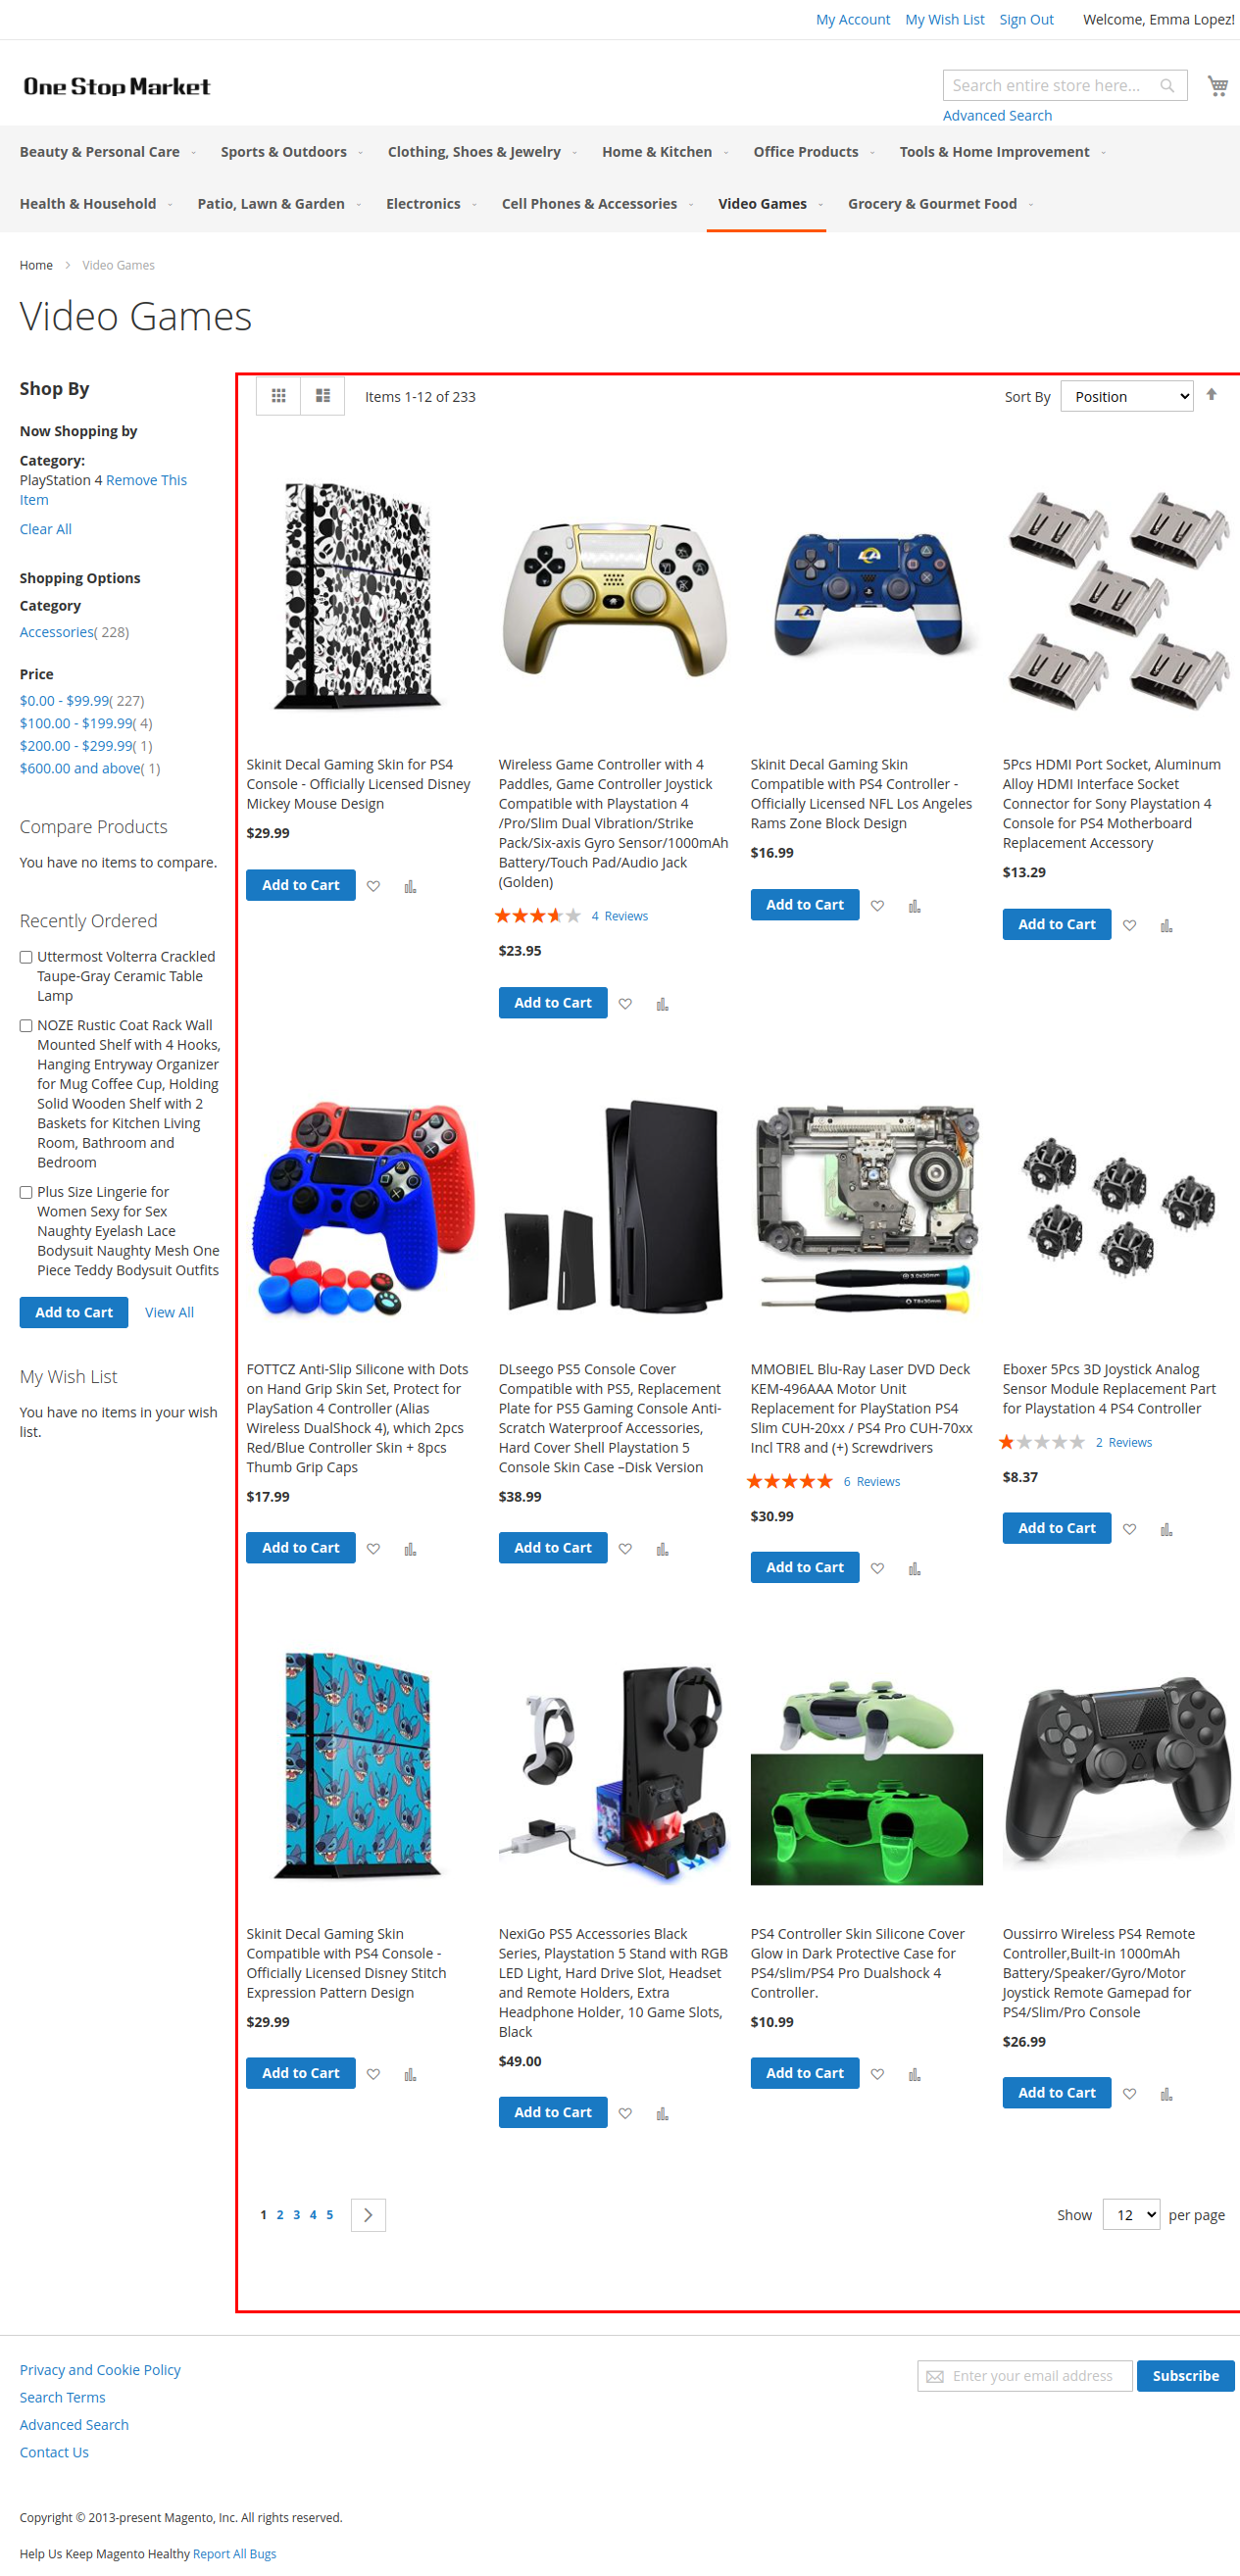 My Account My Wish List Sign Out Welcome, Emma Lopez!
One Stop Market
Search entire store here...
Advanced Search
Beauty & Personal Care Sports & Outdoors Clothing, Shoes & Jewelry Home & Kitchen Office Products Tools & Home Improvement
Health & Household Patio, Lawn & Garden Electronics Cell Phones & Accessories Video Games Grocery & Gourmet Food
Home Video Games
Video Games
Shop By
Now Shopping by
Category:
PlayStation 4 Remove This
Item
Clear All
Shopping Options
Category
Accessories( 228)
Price
$0.00 - $99.99( 227)
$100.00 - $199.99( 4)
$200.00 - $299.99( 1)
$600.00 and above( 1)
Compare Products
You have no items to compare.
Recently Ordered
Uttermost Volterra Crackled
Taupe-Gray Ceramic Table
Lamp
NOZE Rustic Coat Rack Wall
Mounted Shelf with 4 Hooks,
Hanging Entryway Organizer
for Mug Coffee Cup, Holding
Solid Wooden Shelf with 2
Baskets for Kitchen Living
Room, Bathroom and
Bedroom
Plus Size Lingerie for
Women Sexy for Sex
Naughty Eyelash Lace
Bodysuit Naughty Mesh One
Piece Teddy Bodysuit Outfits
Add to Cart View All
My Wish List
You have no items in your wish
list.
Items 1-12 of 233
Sort By Position
Skinit Decal Gaming Skin for PS4
Console - Officially Licensed Disney
Mickey Mouse Design
$29.99
Add to Cart
Wireless Game Controller with 4
Paddles, Game Controller Joystick
Compatible with Playstation 4
/Pro/Slim Dual Vibration/Strike
Pack/Six-axis Gyro Sensor/1000mAh
Battery/Touch Pad/Audio Jack
(Golden)
4 Reviews
$23.95
Add to Cart
Skinit Decal Gaming Skin
Compatible with PS4 Controller -
Officially Licensed NFL Los Angeles
Rams Zone Block Design
$16.99
Add to Cart
5Pcs HDMI Port Socket, Aluminum
Alloy HDMI Interface Socket
Connector for Sony Playstation 4
Console for PS4 Motherboard
Replacement Accessory
$13.29
Add to Cart
FOTTCZ Anti-Slip Silicone with Dots
on Hand Grip Skin Set, Protect for
PlaySation 4 Controller (Alias
Wireless DualShock 4), which 2pcs
Red/Blue Controller Skin + 8pcs
Thumb Grip Caps
$17.99
Add to Cart
DLseego PS5 Console Cover
Compatible with PS5, Replacement
Plate for PS5 Gaming Console Anti-
Scratch Waterproof Accessories,
Hard Cover Shell Playstation 5
Console Skin Case –Disk Version
$38.99
Add to Cart
MMOBIEL Blu-Ray Laser DVD Deck
KEM-496AAA Motor Unit
Replacement for PlayStation PS4
Slim CUH-20xx / PS4 Pro CUH-70xx
Incl TR8 and (+) Screwdrivers
6 Reviews
$30.99
Add to Cart
Eboxer 5Pcs 3D Joystick Analog
Sensor Module Replacement Part
for Playstation 4 PS4 Controller
2 Reviews
$8.37
Add to Cart
Skinit Decal Gaming Skin
Compatible with PS4 Console -
Officially Licensed Disney Stitch
Expression Pattern Design
$29.99
Add to Cart
NexiGo PS5 Accessories Black
Series, Playstation 5 Stand with RGB
LED Light, Hard Drive Slot, Headset
and Remote Holders, Extra
Headphone Holder, 10 Game Slots,
Black
$49.00
Add to Cart
PS4 Controller Skin Silicone Cover
Glow in Dark Protective Case for
PS4/slim/PS4 Pro Dualshock 4
Controller.
$10.99
Add to Cart
Oussirro Wireless PS4 Remote
Controller,Built-in 1000mAh
Battery/Speaker/Gyro/Motor
Joystick Remote Gamepad for
PS4/Slim/Pro Console
$26.99
Add to Cart
1 2 3 4 5
Show 12 per page
Privacy and Cookie Policy
Search Terms
Advanced Search
Contact Us
Enter your email address Subscribe
Copyright © 2013-present Magento, Inc. All rights reserved.
Help Us Keep Magento Healthy Report All Bugs